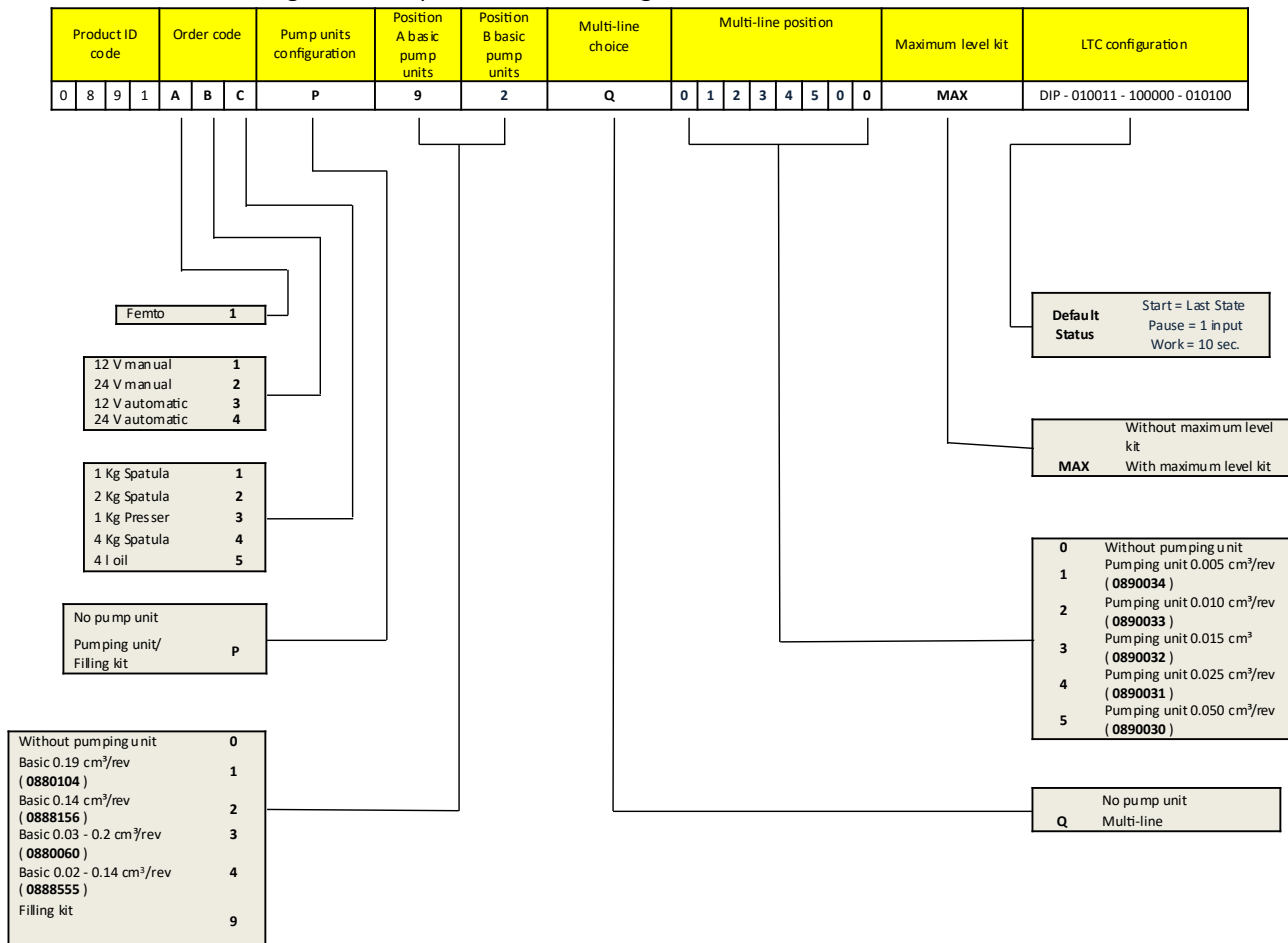 Product ID
code
Order code
Pump units
configuration
Position
A basic
pump
units
Position
B basic
pump
units
Multi-line
choice
Multi-line position
Maximum level kit
LTC configuration
0 8 9 1 A B C P 9 2 Q 0 1 2 3 4 5 0 0 MAX DIP - 010011 - 100000 - 010100
Femto 1
12 V manual 1
24 V manual 2
12 V automatic 3
24 V automatic 4
1 Kg Spatula 1
2 Kg Spatula 2
1 Kg Presser 3
4 Kg Spatula 4
4 l oil 5
No pump unit
Pumping unit/
Filling kit P
Without pumping unit 0
Basic 0.19 cm³/rev
( 0880104 ) 1
Basic 0.14 cm³/rev
( 0888156 ) 2
Basic 0.03 - 0.2 cm³/rev 3
( 0880060 )
Basic 0.02 - 0.14 cm³/rev 4
( 0888555 )
Filling kit
9
Default
Status
Start = Last State
Pause = 1 input
Work = 10 sec.
Without maximum level
kit
MAX With maximum level kit
0 Without pumping unit
1 Pumping unit 0.005 cm³/rev
( 0890034 )
2 Pumping unit 0.010 cm³/rev
( 0890033 )
3 Pumping unit 0.015 cm³
( 0890032 )
4 Pumping unit 0.025 cm³/rev
( 0890031 )
5 Pumping unit 0.050 cm³/rev
( 0890030 )
No pump unit
Q Multi-line